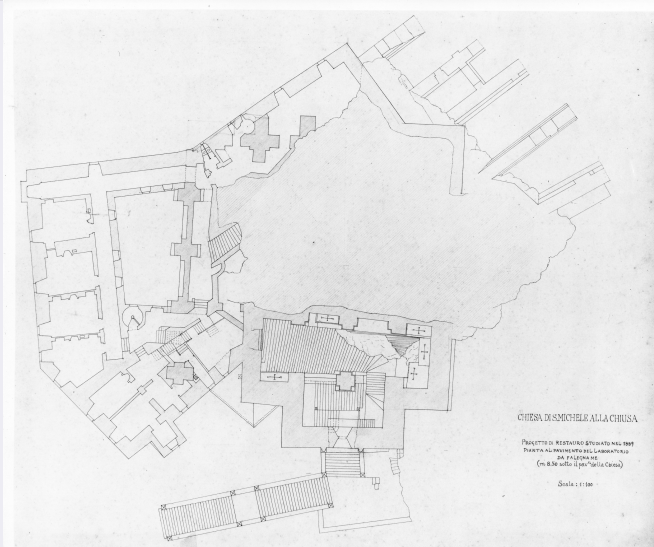 CHIESA DI S. MICHELE ALLA CHIUSA
PROGETTO DI RESTAURO STUDIATO NEL 1889
PIANTA AL PAVIMENTO DEL LABORATORIO
DA FALEGNAME
(m 8.50 sotto il pav.to della Chiesa)
Scala 1:100